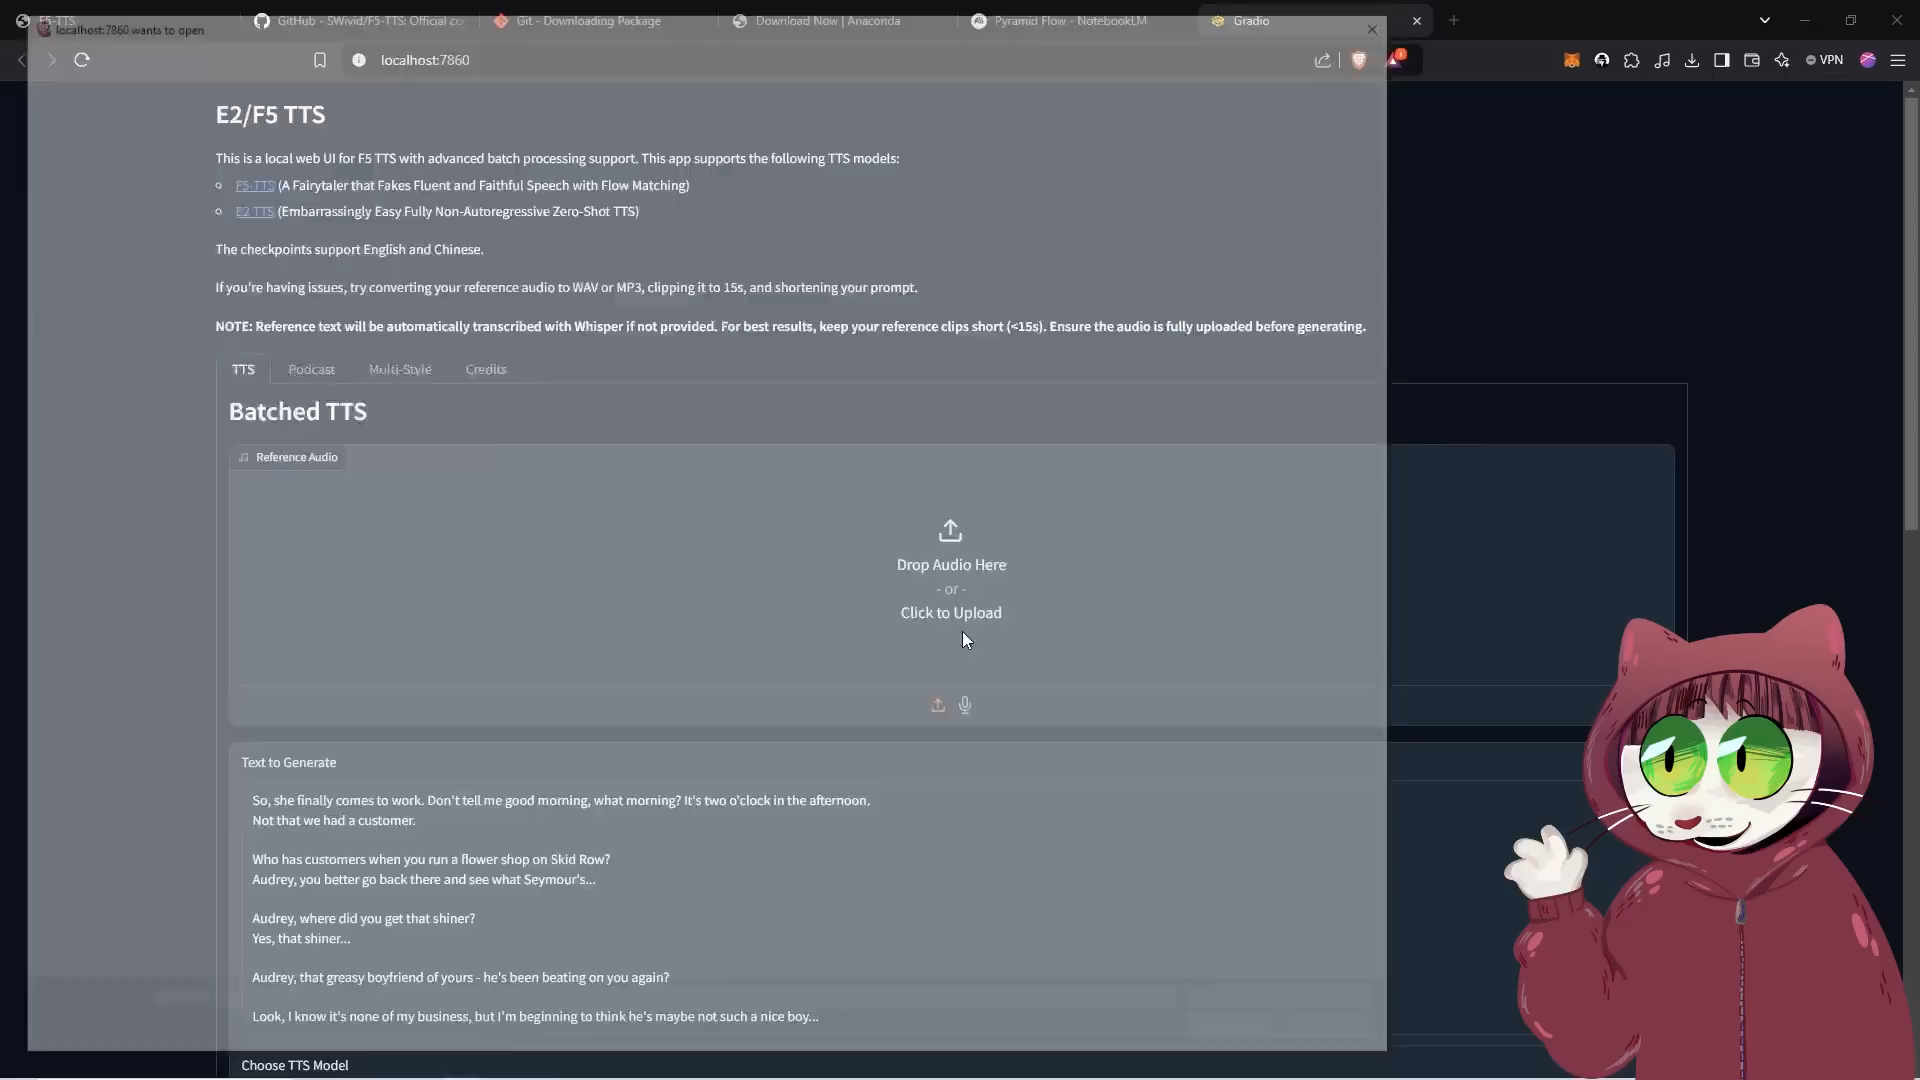 F5-TTS
GitHub - SWivid/F5-TTS: Official co
Git - Downloading Package
Download Now | Anaconda
Pyramid Flow - NotebookLM
Gradio
localhost:7860 wants to open
localhost:7860
1
VPN
E2/F5 TTS
This is a local web UI for F5 TTS with advanced batch processing support. This app supports the following TTS models:
F5-TTS (A Fairytaler that Fakes Fluent and Faithful Speech with Flow Matching)
E2 TTS (Embarrassingly Easy Fully Non-Autoregressive Zero-Shot TTS)
The checkpoints support English and Chinese.
If you're having issues, try converting your reference audio to WAV or MP3, clipping it to 15s, and shortening your prompt.
NOTE: Reference text will be automatically transcribed with Whisper if not provided. For best results, keep your reference clips short (<15s). Ensure the audio is fully uploaded before generating.
TTS Podcast Multi-Style Credits
Batched TTS
Reference Audio
Drop Audio Here
- or -
Click to Upload
Text to Generate
So, she finally comes to work. Don't tell me good morning, what morning? It's two o'clock in the afternoon.
Not that we had a customer.
Who has customers when you run a flower shop on Skid Row?
Audrey, you better go back there and see what Seymour's...
Audrey, where did you get that shiner?
Yes, that shiner...
Audrey, that greasy boyfriend of yours - he's been beating on you again?
Look, I know it's none of my business, but I'm beginning to think he's maybe not such a nice boy...
Choose TTS Model